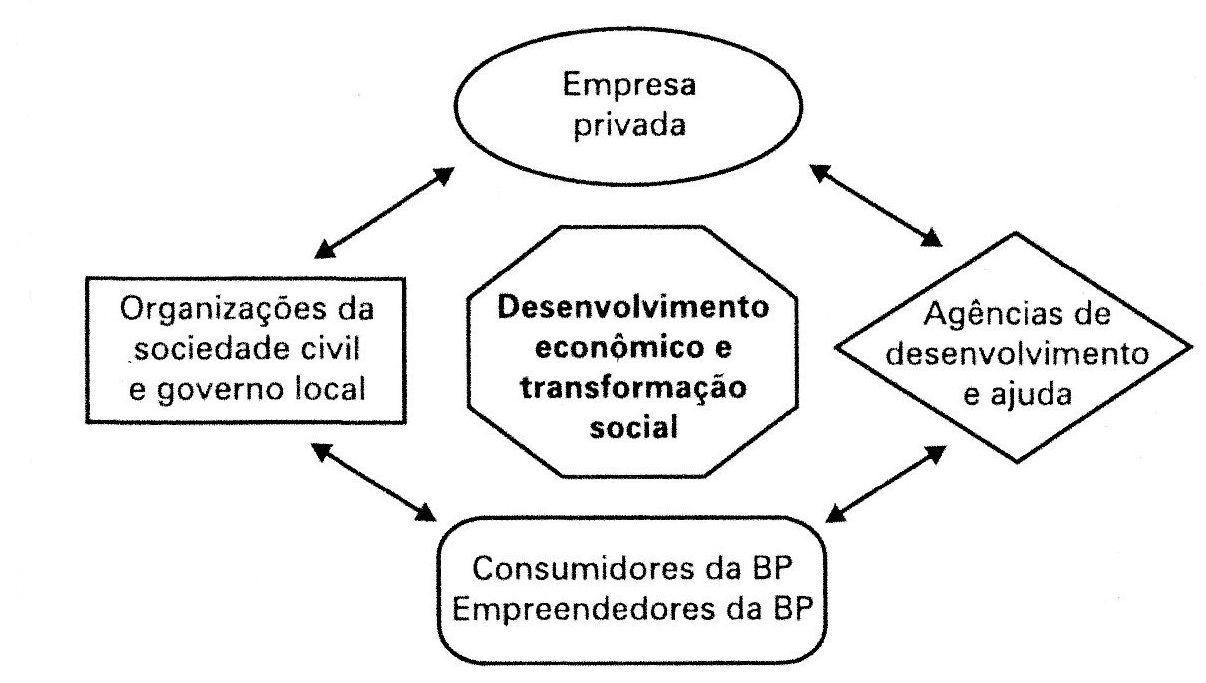 Empresa
privada
Organizações da
sociedade civil
e governo local
Desenvolvimento
econômico e
transformação
social
Agências de
desenvolvimento
e ajuda
Consumidores da BP
Empreendedores da BP